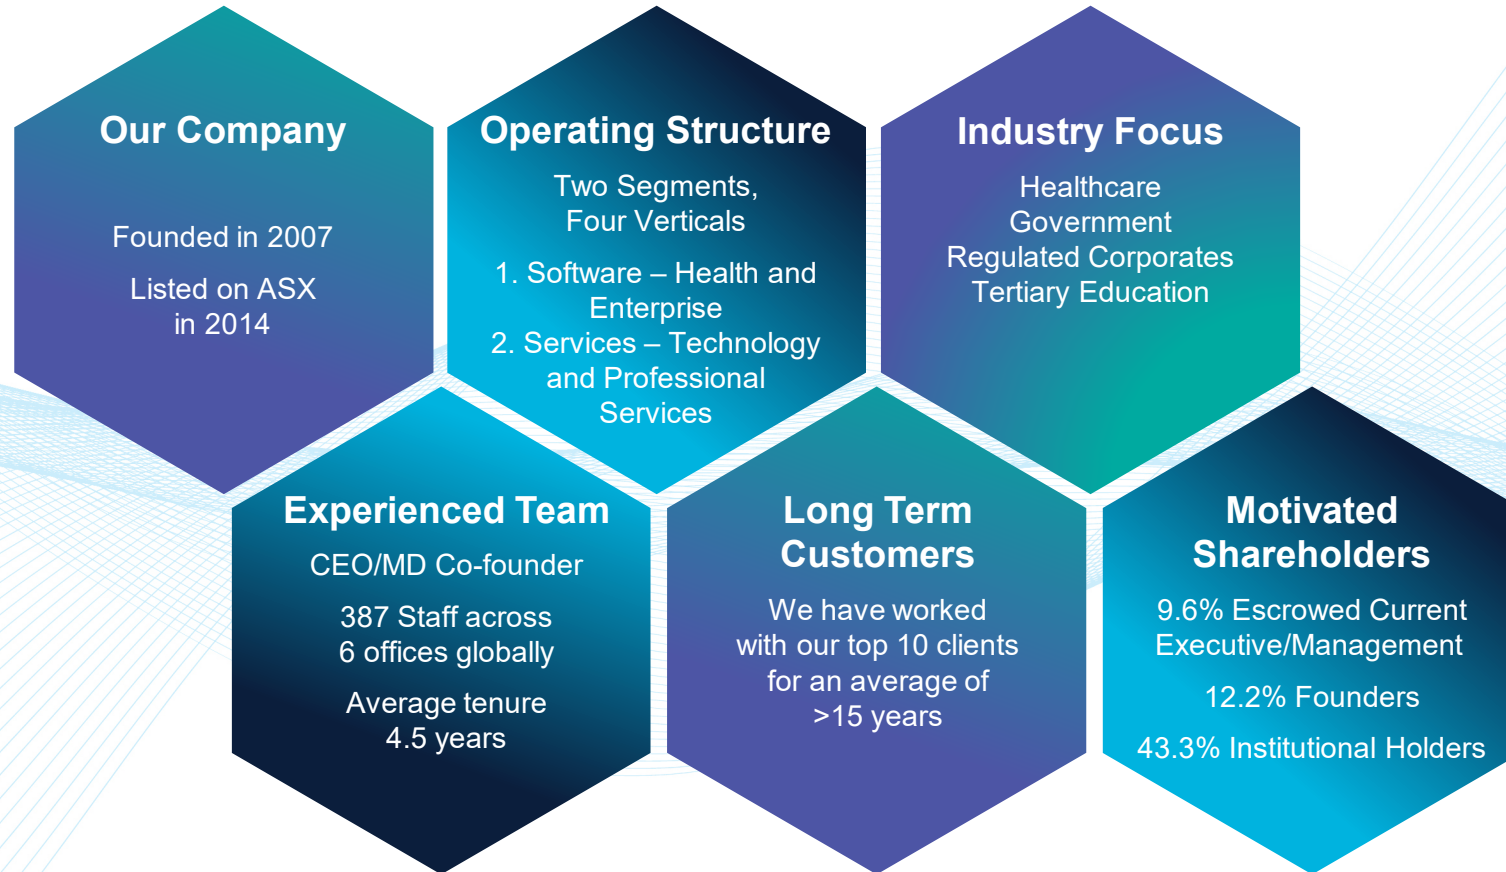 Our Company
Founded in 2007
Listed on ASX
in 2014
Operating Structure
Two Segments,
Four Verticals
1. Software – Health and
Enterprise
2. Services – Technology
and Professional
Services
Industry Focus
Healthcare
Government
Regulated Corporates
Tertiary Education
Experienced Team
CEO/MD Co-founder
387 Staff across
6 offices globally
Average tenure
4.5 years
Long Term
Customers
We have worked
with our top 10 clients
for an average of
>15 years
Motivated
Shareholders
9.6% Escrowed Current
Executive/Management
12.2% Founders
43.3% Institutional Holders